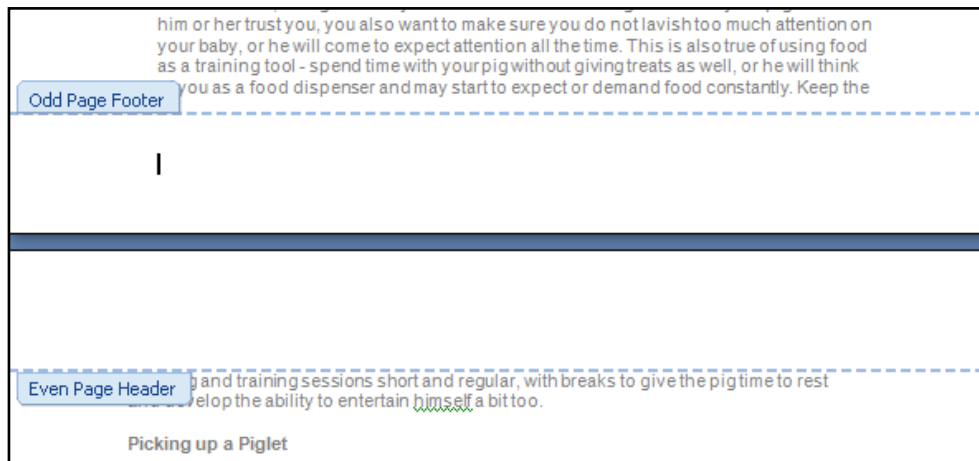 him or her trust you, you also want to make sure you do not lavish too much attention on
your baby, or he will come to expect attention all the time. This is also true of using food
as a training tool - spend time with your pig without giving treats as well, or he will think
you as a food dispenser and may start to expect or demand food constantly. Keep the
Odd Page Footer
Even Page Header
and training sessions short and regular, with breaks to give the pig time to rest
develop the ability to entertain himself a bit too.
Picking up a Piglet